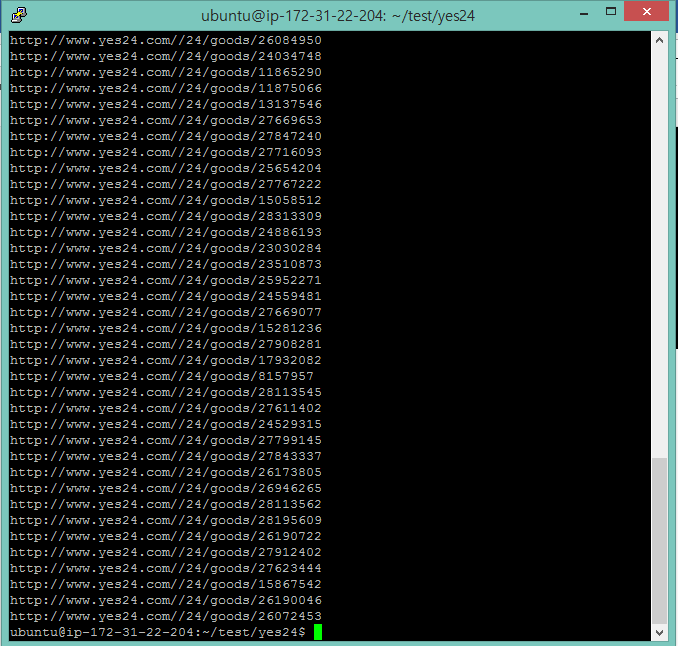 ubuntu@ip-172-31-22-204: ~/test/yes24
http://www.yes24.com//24/goods/26084950
http://www.yes24.com//24/goods/24034748
http://www.yes24.com//24/goods/11865290
http://www.yes24.com//24/goods/11875066
http://www.yes24.com//24/goods/13137546
http://www.yes24.com//24/goods/27669653
http://www.yes24.com//24/goods/27847240
http://www.yes24.com//24/goods/27716093
http://www.yes24.com//24/goods/25654204
http://www.yes24.com//24/goods/27767222
http://www.yes24.com//24/goods/15058512
http://www.yes24.com//24/goods/28313309
http://www.yes24.com//24/goods/24886193
http://www.yes24.com//24/goods/23030284
http://www.yes24.com//24/goods/23510873
http://www.yes24.com//24/goods/25952271
http://www.yes24.com//24/goods/24559481
http://www.yes24.com//24/goods/27669077
http://www.yes24.com//24/goods/15281236
http://www.yes24.com//24/goods/27908281
http://www.yes24.com//24/goods/17932082
http://www.yes24.com//24/goods/8157957
http://www.yes24.com//24/goods/28113545
http://www.yes24.com//24/goods/27611402
http://www.yes24.com//24/goods/24529315
http://www.yes24.com//24/goods/27799145
http://www.yes24.com//24/goods/27843337
http://www.yes24.com//24/goods/26173805
http://www.yes24.com//24/goods/26946265
http://www.yes24.com//24/goods/28113562
http://www.yes24.com//24/goods/28195609
http://www.yes24.com//24/goods/26190722
http://www.yes24.com//24/goods/27912402
http://www.yes24.com//24/goods/27623444
http://www.yes24.com//24/goods/15867542
http://www.yes24.com//24/goods/26190046
http://www.yes24.com//24/goods/26072453
ubuntu@ip-172-31-22-204:~/test/yes24$